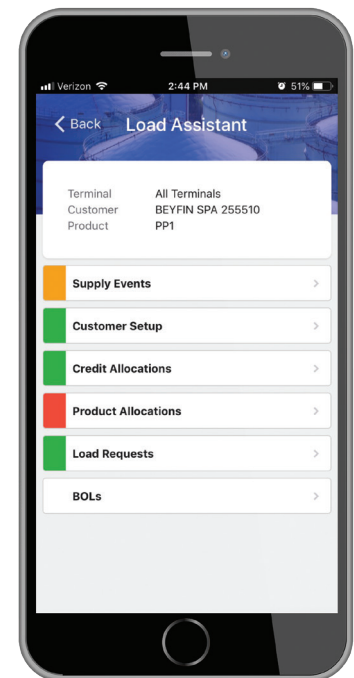 Verizon 2:44 PM 51%
Back Load Assistant
Terminal All Terminals
Customer BEYFIN SPA 255510
Product PP1
Supply Events
Customer Setup
Credit Allocations
Product Allocations
Load Requests
BOLs